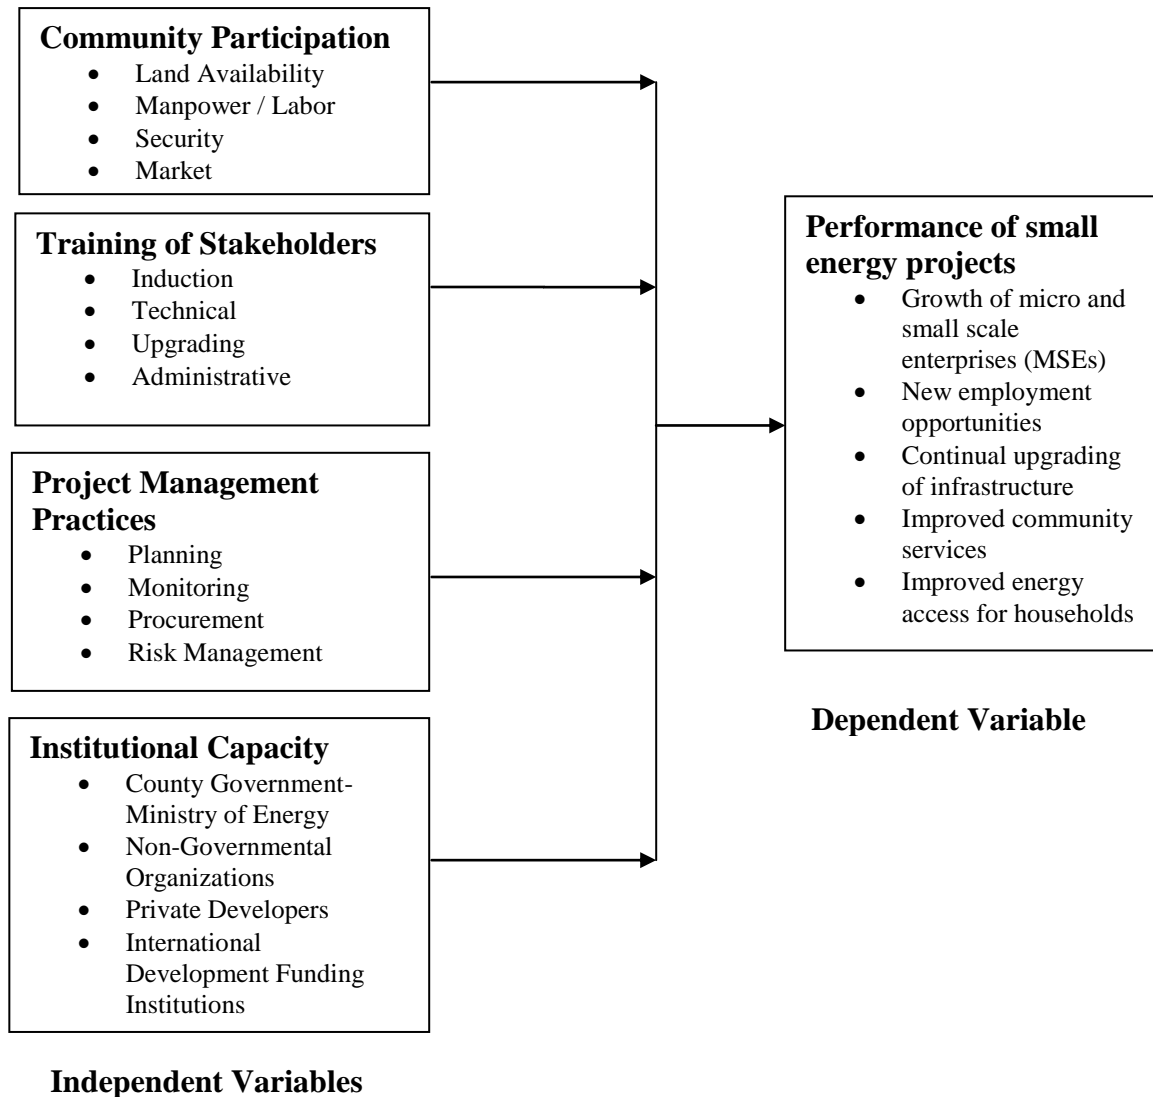 Community Participation
• Land Availability
• Manpower / Labor
• Security
• Market
Training of Stakeholders
• Induction
• Technical
• Upgrading
• Administrative
Project Management
Practices
• Planning
• Monitoring
• Procurement
• Risk Management
Institutional Capacity
• County Government-
Ministry of Energy
• Non-Governmental
Organizations
• Private Developers
• International
Development Funding
Institutions
Independent Variables
Performance of small
energy projects
• Growth of micro and
small scale
enterprises (MSEs)
• New employment
opportunities
• Continual upgrading
of infrastructure
• Improved community
services
• Improved energy
access for households
Dependent Variable